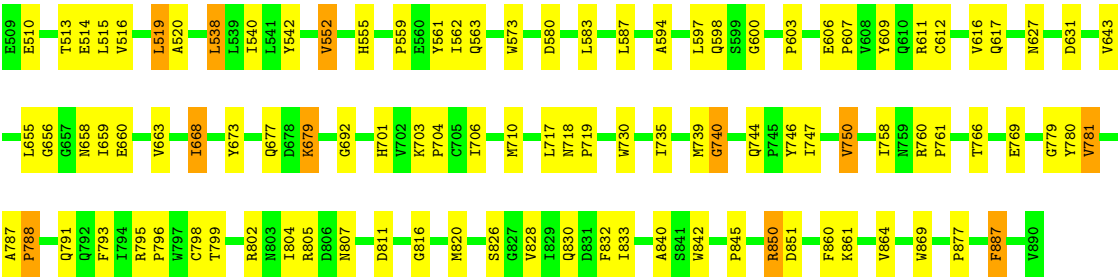 E509 E510 T513 E514 L515 V516 L519 A520 L538 L539 I540 L541 Y542 V552 H555 P559 E560 Y561 I562 Q563 W573 D580 L583 L587 A594 L597 Q598 S599 G600 P603 E606 P607 V608 Y609 Q610 R611 C612 V616 Q617 N627 D631 V643
L655 G656 G657 N658 I659 E660 V663 I668 Y673 Q677 D678 K679 G692 H701 V702 K703 P704 C705 I706 M710 L717 N718 P719 W730 I735 M739 G740 Q744 P745 Y746 I747 V750 I758 N759 R760 P761 T766 E769 G779 Y780 V781
A787 P788 Q791 Q792 F793 I794 R795 P796 W797 C798 T799 R802 N803 I804 R805 D806 N807 D811 G816 M820 S826 G827 V828 I829 Q830 D831 F832 I833 A840 S841 W842 P845 R850 D851 F860 K861 V864 W869 P877 F887 V890